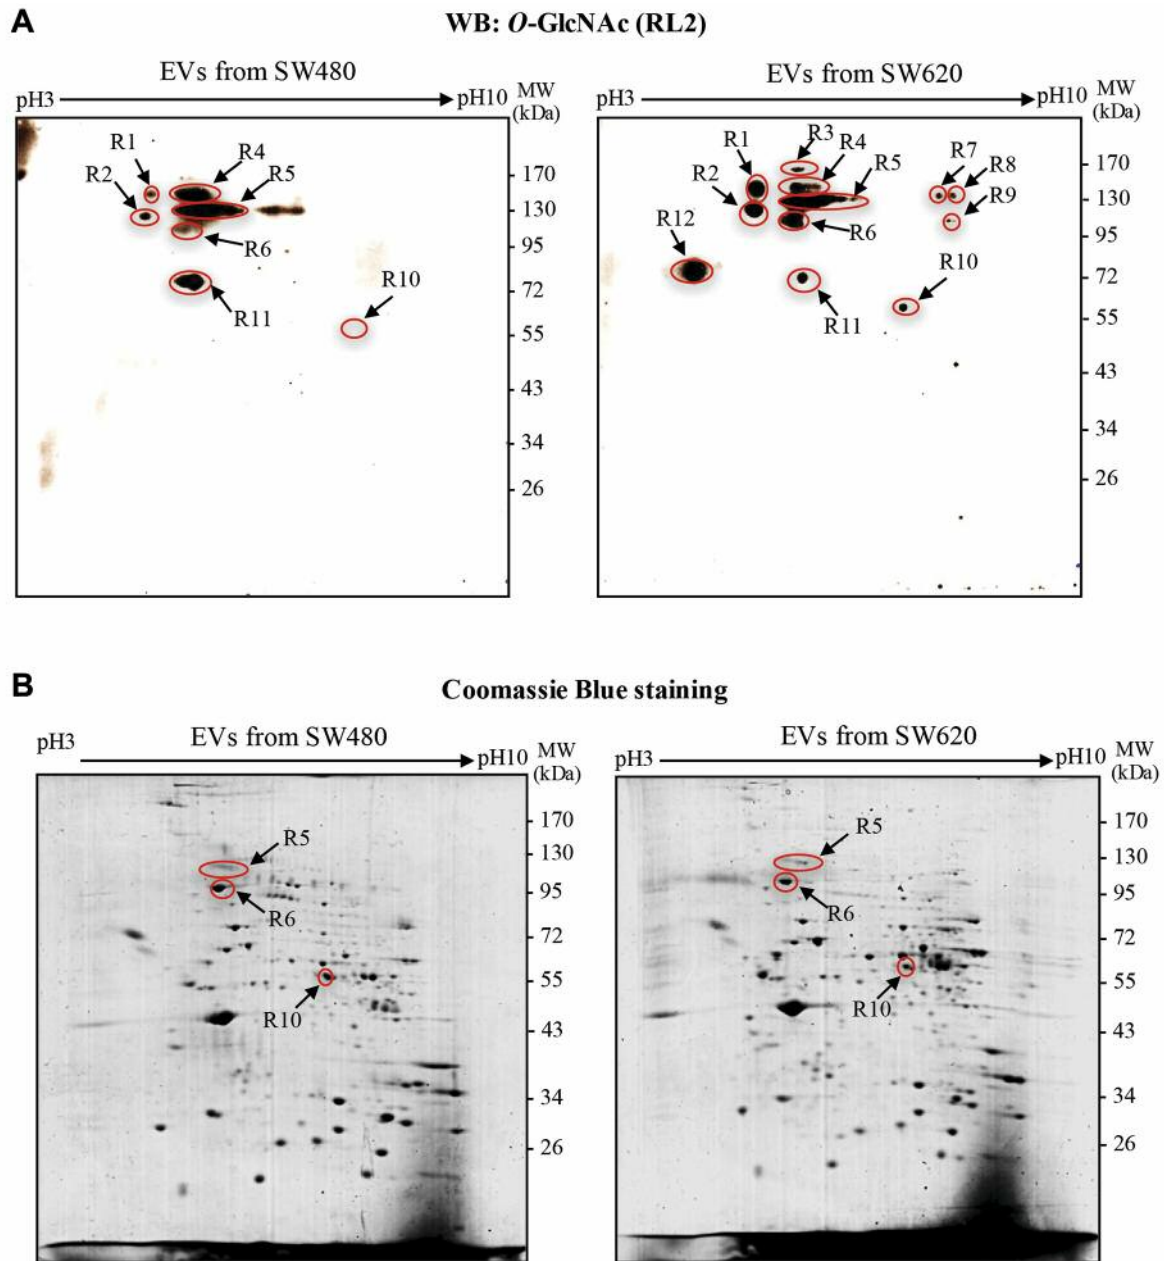 A
WB: O-GlcNAc (RL2)
EVs from SW480
pH3
pH10
MW
(kDa)
R1
R2
R4
R5
R6
R11
R10
170
130
95
72
55
43
34
26
EVs from SW620
pH3
pH10
MW
(kDa)
R1
R2
R3
R4
R5
R6
R7
R8
R9
R12
R10
R11
170
130
95
72
55
43
34
26
B
Coomassie Blue staining
EVs from SW480
pH3
pH10
MW
(kDa)
R5
R6
R10
170
130
95
72
55
43
34
26
EVs from SW620
pH3
pH10
MW
(kDa)
R5
R6
R10
170
130
95
72
55
43
34
26